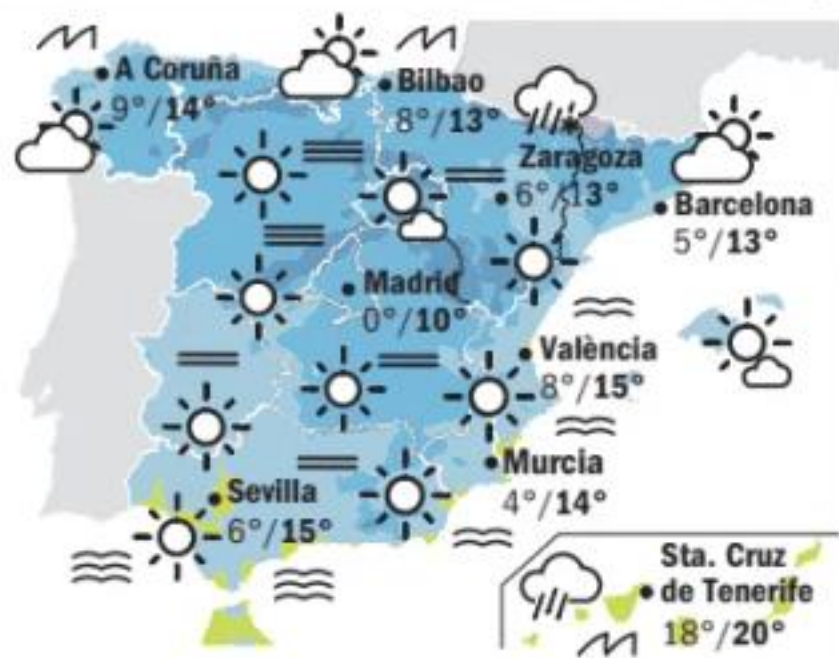 A Coruña
9°/14°
Bilbao
8°/13°
Zaragoza
6°/13°
Barcelona
5°/13°
Madrid
0°/10°
València
8°/15°
Murcia
4°/14°
Sevilla
6°/15°
Sta. Cruz
de Tenerife
18°/20°